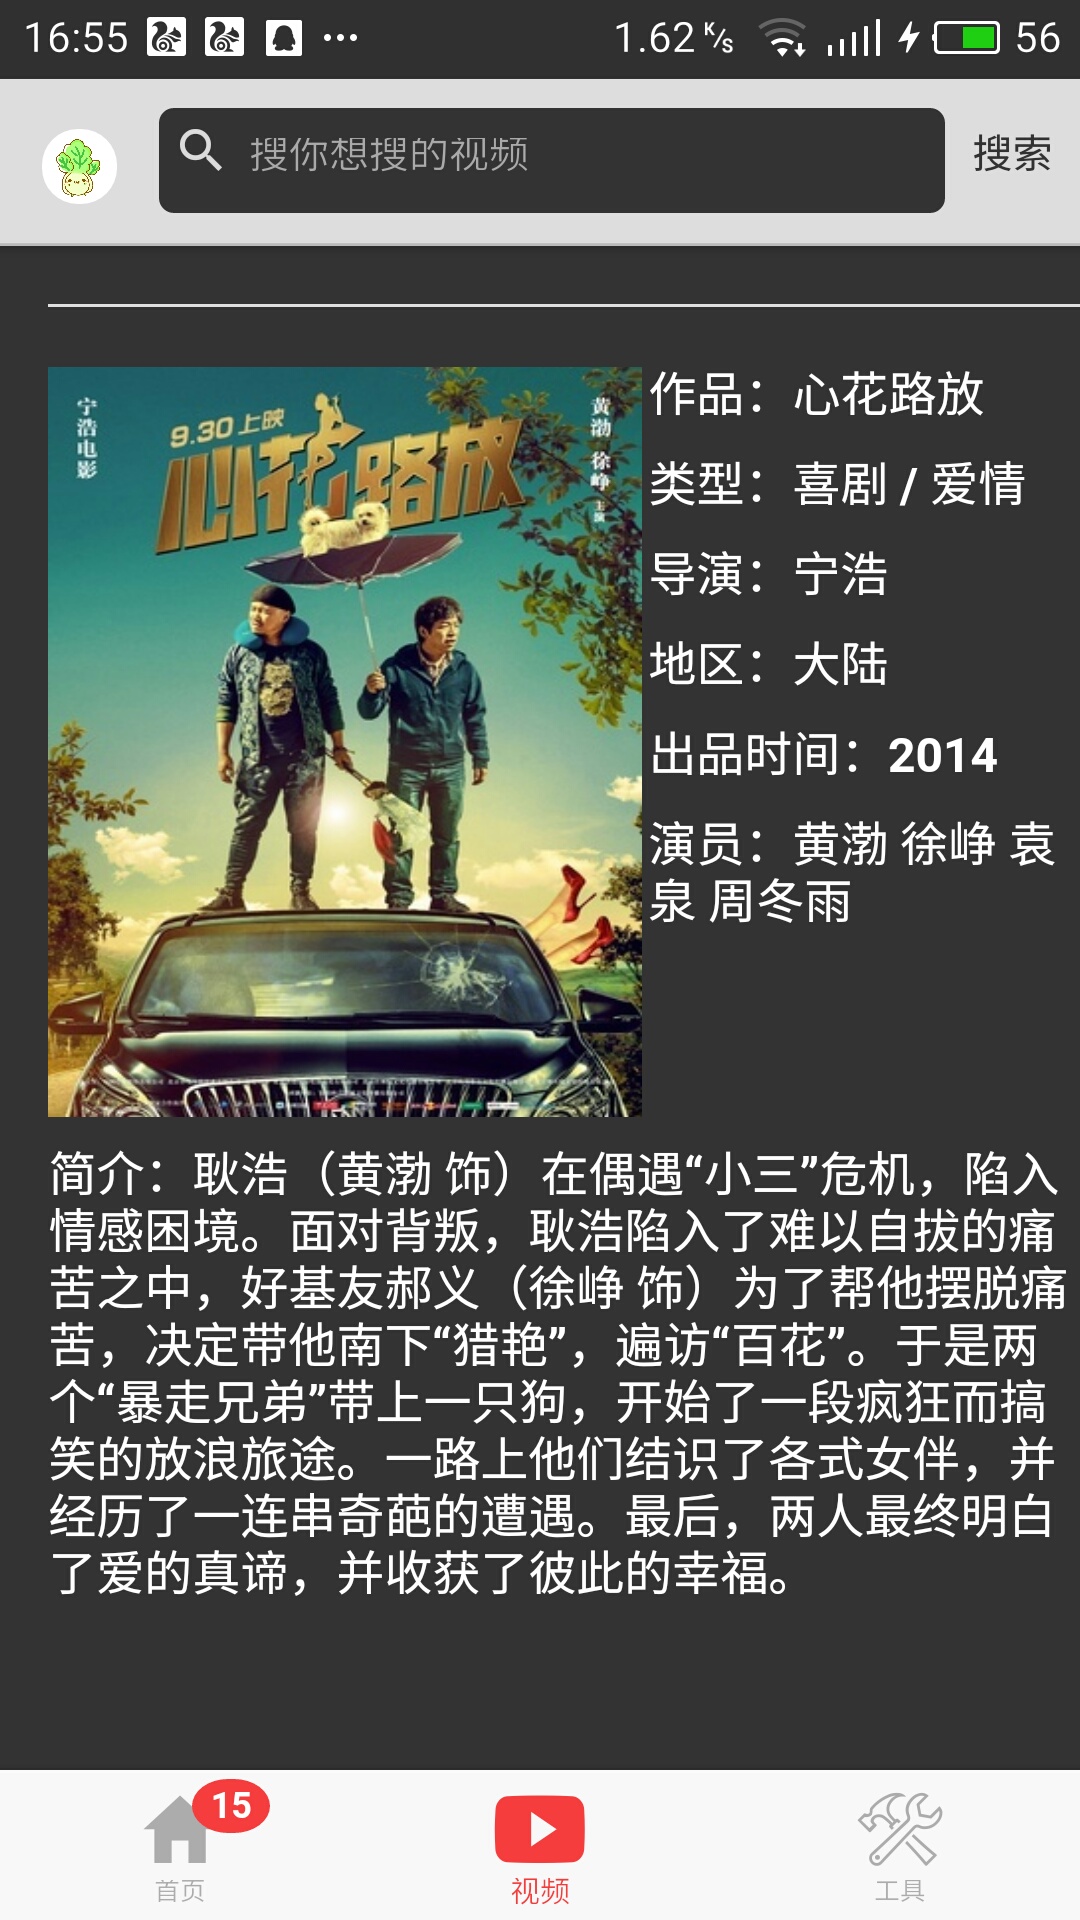 16:55
1.62 K/s
56
搜你想搜的视频
搜索
宁浩电影
黄渤 徐峥 主演
9.30上映
心花路放
作品：心花路放
类型：喜剧 / 爱情
导演：宁浩
地区：大陆
出品时间：2014
演员：黄渤 徐峥 袁
泉 周冬雨
简介：耿浩（黄渤 饰）在偶遇“小三”危机，陷入
情感困境。面对背叛，耿浩陷入了难以自拔的痛
苦之中，好基友郝义（徐峥 饰）为了帮他摆脱痛
苦，决定带他南下“猎艳”，遍访“百花”。于是两
个“暴走兄弟”带上一只狗，开始了一段疯狂而搞
笑的放浪旅途。一路上他们结识了各式女伴，并
经历了一连串奇葩的遭遇。最后，两人最终明白
了爱的真谛，并收获了彼此的幸福。
15
首页
视频
工具